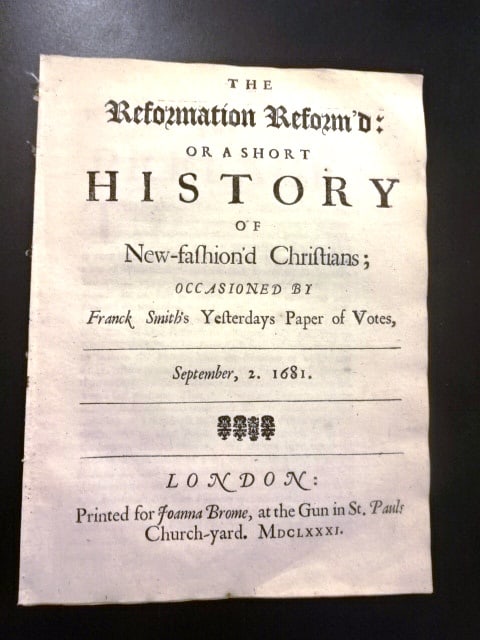 THE
Reformation Reform'd:
OR A SHORT
HISTORY
OF
New-fashion'd Christians;
OCCASIONED BY
Franck Smith's Yesterdays Paper of Votes,
September, 2. 1681.
LONDON:
Printed for Joanna Brome, at the Gun in St. Pauls
Church-yard. MDCLXXXI.